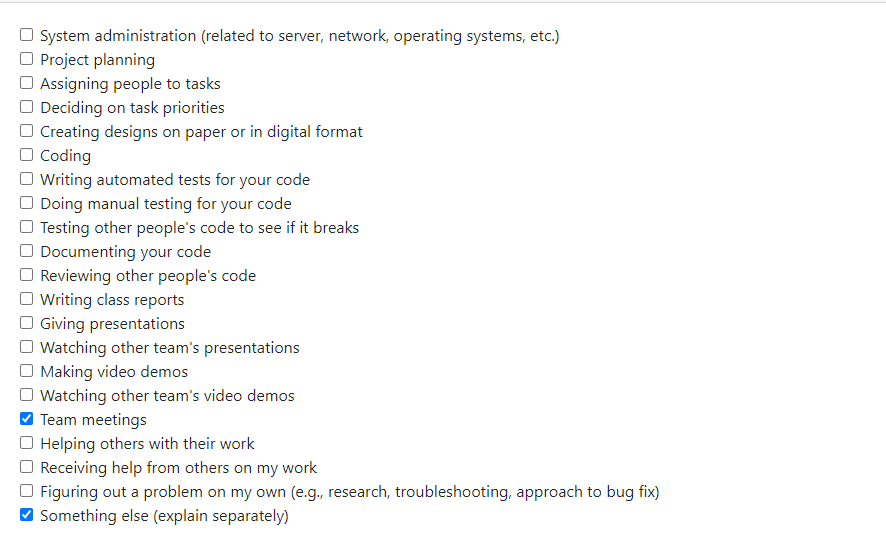 System administration (related to server, network, operating systems, etc.)
Project planning
Assigning people to tasks
Deciding on task priorities
Creating designs on paper or in digital format
Coding
Writing automated tests for your code
Doing manual testing for your code
Testing other people's code to see if it breaks
Documenting your code
Reviewing other people's code
Writing class reports
Giving presentations
Watching other team's presentations
Making video demos
Watching other team's video demos
Team meetings
Helping others with their work
Receiving help from others on my work
Figuring out a problem on my own (e.g., research, troubleshooting, approach to bug fix)
Something else (explain separately)